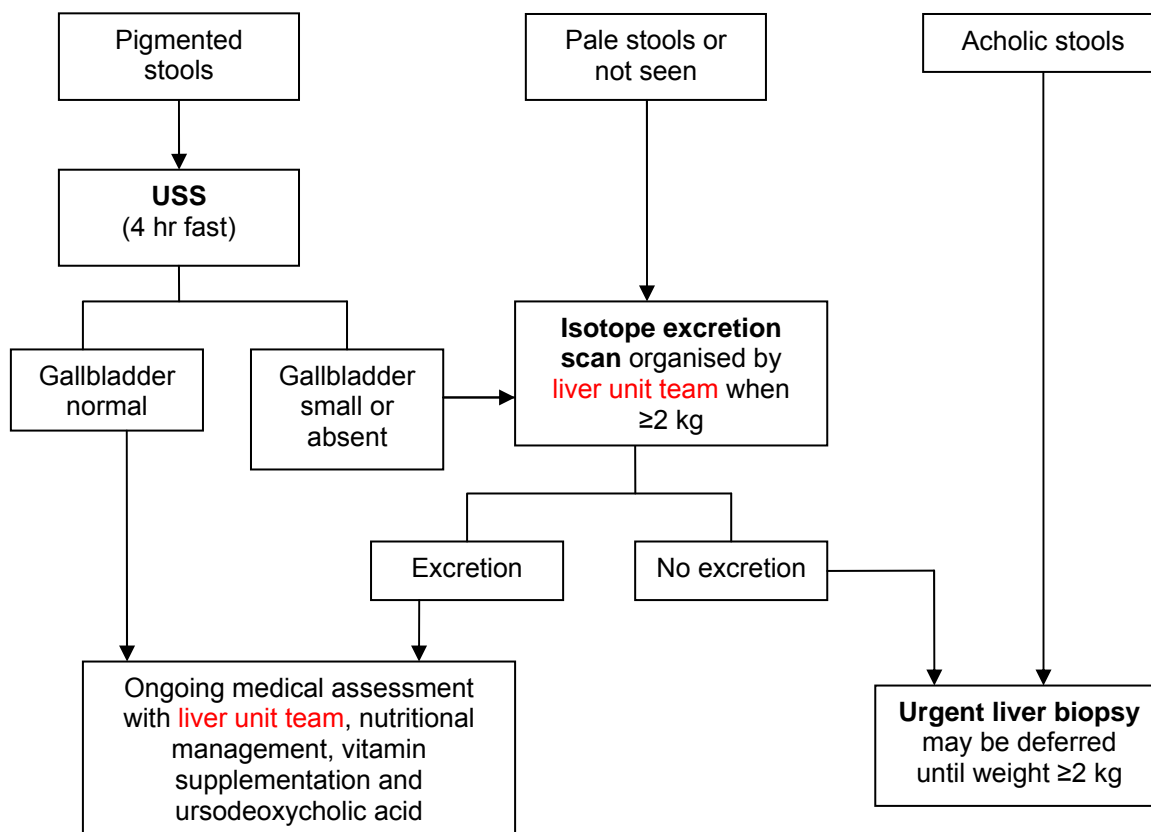 Pigmented
stools
Pale stools or
not seen
Acholic stools
USS
(4 hr fast)
Gallbladder
normal
Gallbladder
small or
absent
Isotope excretion
scan organised by
liver unit team when
≥2 kg
Excretion
No excretion
Ongoing medical assessment
with liver unit team, nutritional
management, vitamin
supplementation and
ursodeoxycholic acid
Urgent liver biopsy
may be deferred
until weight ≥2 kg